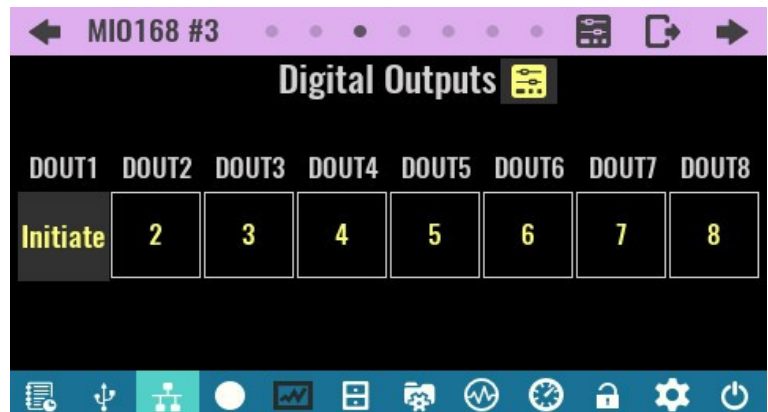 MIO168 #3
Digital Outputs
DOUT1 DOUT2 DOUT3 DOUT4 DOUT5 DOUT6 DOUT7 DOUT8
Initiate 2 3 4 5 6 7 8